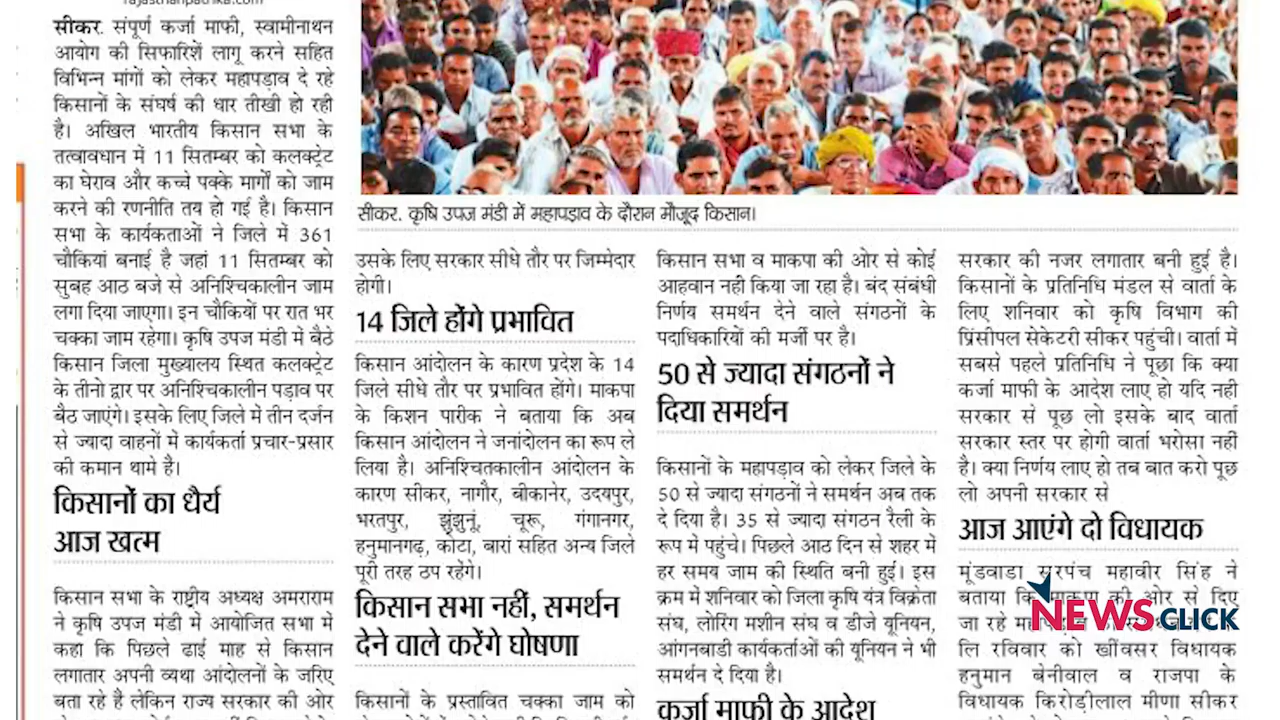 rajasthanpatrika.com
सीकर. संपूर्ण कर्जा माफी, स्वामीनाथन
आयोग की सिफारिशें लागू करने सहित
विभिन्न मांगों को लेकर महापड़ाव दे रहे
किसानों के संघर्ष की धार तीखी हो रही
है। अखिल भारतीय किसान सभा के
तत्वावधान में 11 सितम्बर को कलक्ट्रेट
का घेराव और कच्चे पक्के मार्गों को जाम
करने की रणनीति तय हो गई है। किसान
सभा के कार्यकताओं ने जिले में 361
चौकियां बनाई है जहां 11 सितम्बर को
सुबह आठ बजे से अनिश्चिकालीन जाम
लगा दिया जाएगा। इन चौकियों पर रात भर
चक्का जाम रहेगा। कृषि उपज मंडी में बैठे
किसान जिला मुख्यालय स्थित कलक्ट्रेट
के तीनो द्वार पर अनिश्चिकालीन पड़ाव पर
बैठ जाएंगे। इसके लिए जिले में तीन दर्जन
से ज्यादा वाहनों में कार्यकर्ता प्रचार-प्रसार
की कमान थामे है।
किसानों का धैर्य
आज खत्म
किसान सभा के राष्ट्रीय अध्यक्ष अमराराम
ने कृषि उपज मंडी में आयोजित सभा में
कहा कि पिछले ढाई माह से किसान
लगातार अपनी व्यथा आंदोलनों के जरिए
बता रहे है लेकिन राज्य सरकार की ओर
सीकर. कृषि उपज मंडी में महापड़ाव के दौरान मौजूद किसान।
उसके लिए सरकार सीधे तौर पर जिम्मेदार
होगी।
14 जिले होंगे प्रभावित
किसान आंदोलन के कारण प्रदेश के 14
जिले सीधे तौर पर प्रभावित होंगे। माकपा
के किशन पारीक ने बताया कि अब
किसान आंदोलन ने जनांदोलन का रूप ले
लिया है। अनिश्चितकालीन आंदोलन के
कारण सीकर, नागौर, बीकानेर, उदयपुर,
भरतपुर, झुंझुनूं, चूरू, गंगानगर,
हनुमानगढ़, कोटा, बारां सहित अन्य जिले
पूरी तरह ठप रहेंगे।
किसान सभा नहीं, समर्थन
देने वाले करेंगे घोषणा
किसानों के प्रस्तावित चक्का जाम को
किसान सभा व माकपा की ओर से कोई
आहवान नही किया जा रहा है। बंद संबंधी
निर्णय समर्थन देने वाले संगठनों के
पदाधिकारियों की मर्जी पर है।
50 से ज्यादा संगठनों ने
दिया समर्थन
किसानों के महापड़ाव को लेकर जिले के
50 से ज्यादा संगठनों ने समर्थन अब तक
दे दिया है। 35 से ज्यादा संगठन रैली के
रूप में पहुंचे। पिछले आठ दिन से शहर में
हर समय जाम की स्थिति बनी हुई। इस
क्रम में शनिवार को जिला कृषि यंत्र विक्रेता
संघ, लोरिंग मशीन संघ व डीजे यूनियन,
आंगनबाडी कार्यकर्ताओं की यूनियन ने भी
समर्थन दे दिया है।
कर्जा माफी के आदेश
सरकार की नजर लगातार बनी हुई है।
किसानों के प्रतिनिधि मंडल से वार्ता के
लिए शनिवार को कृषि विभाग की
प्रिंसीपल सेकेटरी सीकर पहुंची। वार्ता में
सबसे पहले प्रतिनिधि ने पूछा कि क्या
कर्जा माफी के आदेश लाए हो यदि नही
सरकार से पूछ लो इसके बाद वार्ता
सरकार स्तर पर होगी वार्ता भरोसा नहीं
है। क्या निर्णय लाए हो तब बात करो पूछ
लो अपनी सरकार से
आज आएंगे दो विधायक
मूंडवाडा सरपंच महावीर सिंह ने
बताया कि माकपा की ओर से दिए
जा रहे
लि रविवार को खींवसर विधायक
हनुमान बेनीवाल व राजपा के
विधायक किरोड़ीलाल मीणा सीकर
NEWSCLICK